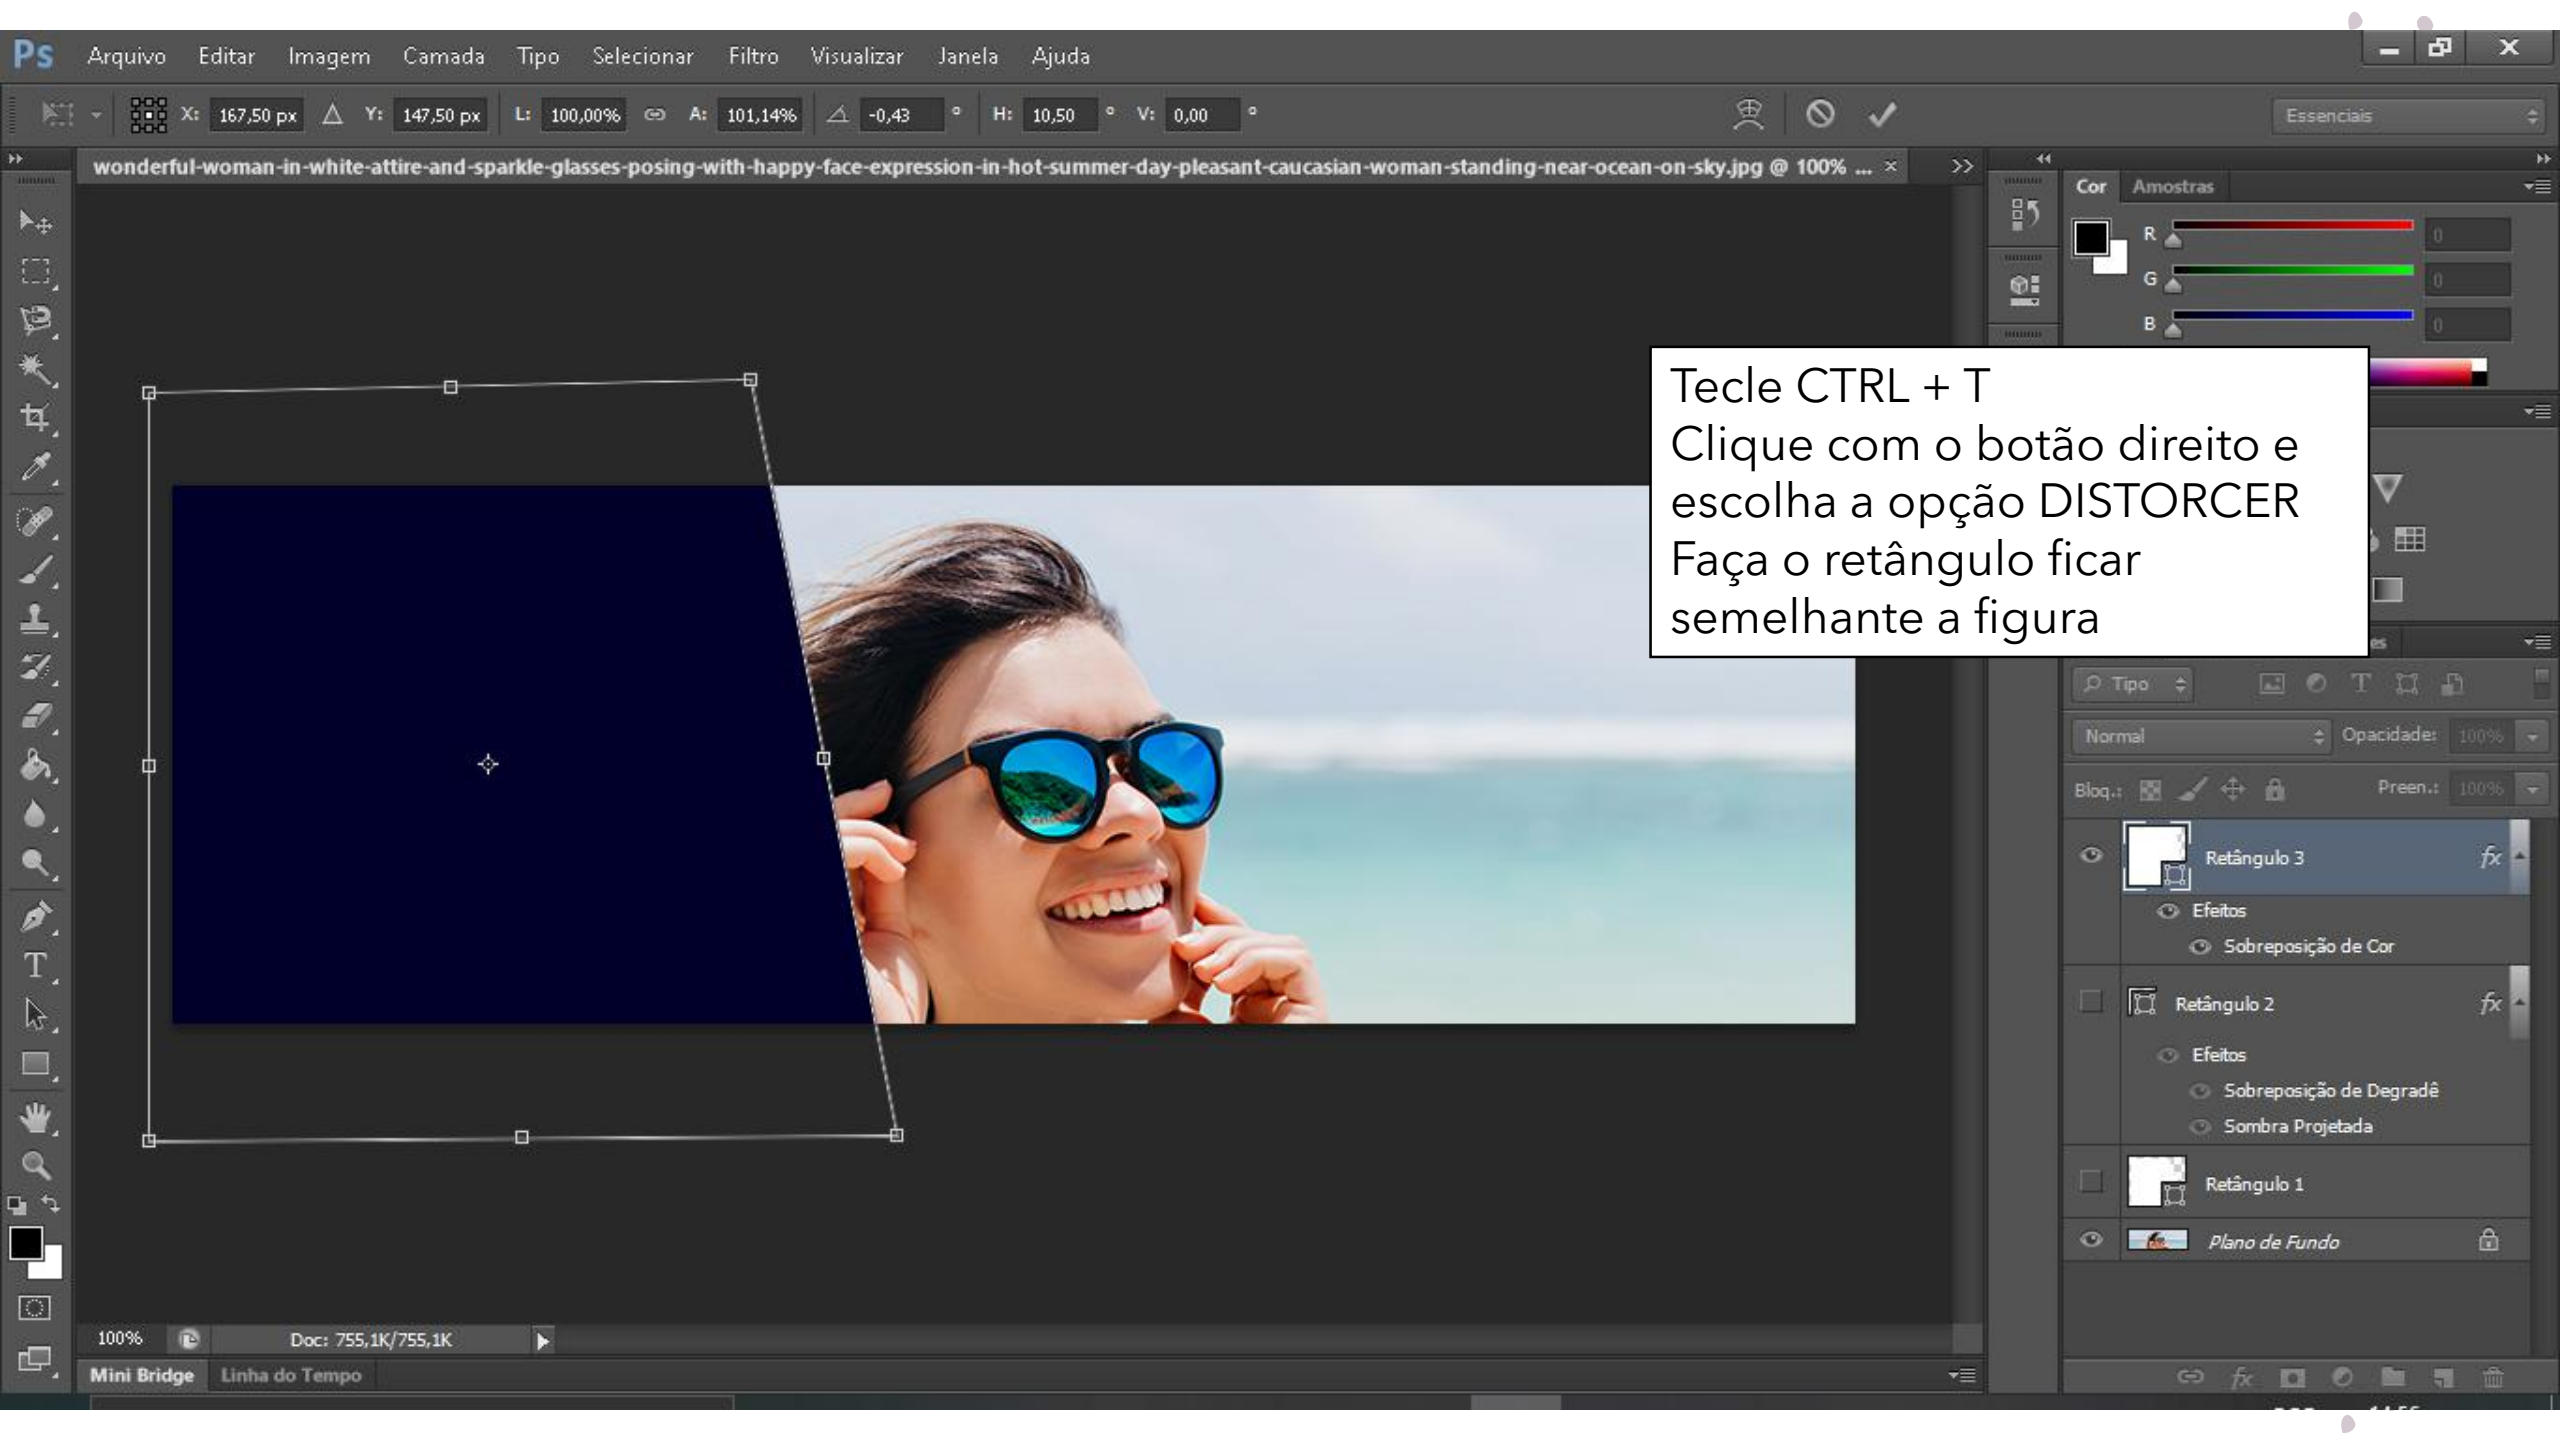 Ps Arquivo Editar Imagem Camada Tipo Selecionar Filtro Visualizar Janela Ajuda
X: 167,50 px Y: 147,50 px L: 100,00% A: 101,14% -0,43 ° H: 10,50 ° V: 0,00 ° Essenciais
wonderful-woman-in-white-attire-and-sparkle-glasses-posing-with-happy-face-expression-in-hot-summer-day-pleasant-caucasian-woman-standing-near-ocean-on-sky.jpg @ 100% ... ×
Cor Amostras
R 0
G 0
B 0
Tecle CTRL + T
Clique com o botão direito e
escolha a opção DISTORCER
Faça o retângulo ficar
semelhante a figura
Tipo
Normal Opacidade: 100%
Bloq.: Preen.: 100%
Retângulo 3 fx
Efeitos
Sobreposição de Cor
Retângulo 2 fx
Efeitos
Sobreposição de Degradê
Sombra Projetada
Retângulo 1
Plano de Fundo
100% Doc: 755,1K/755,1K
Mini Bridge Linha do Tempo